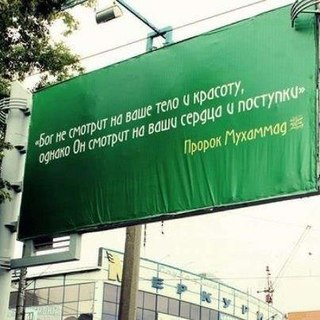 «Бог не смотрит на ваше тело и красоту,
однако Он смотрит на ваши сердца и поступки»
Пророк Мухаммад ﷺ
ЕРКУРИ